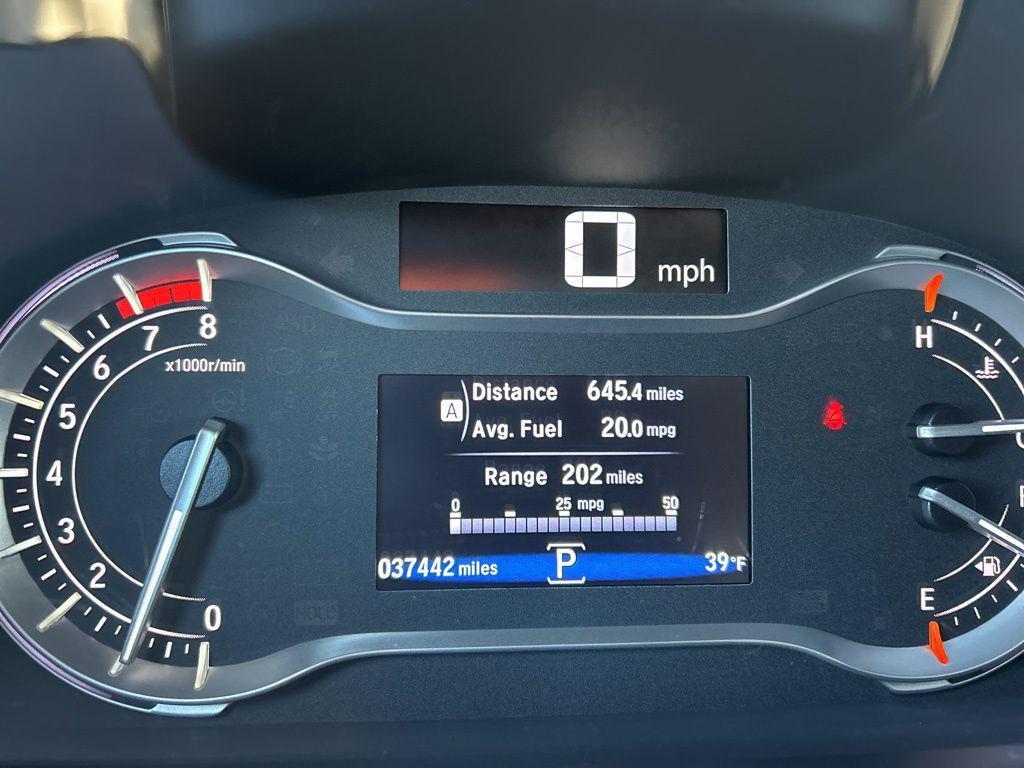 0 mph
8
7
6
5
4
3
2
0
x1000r/min
A
Distance 645.4 miles
Avg. Fuel 20.0 mpg
Range 202 miles
0 25 mpg 50
037442 miles P 39°F
H
E
HOLD